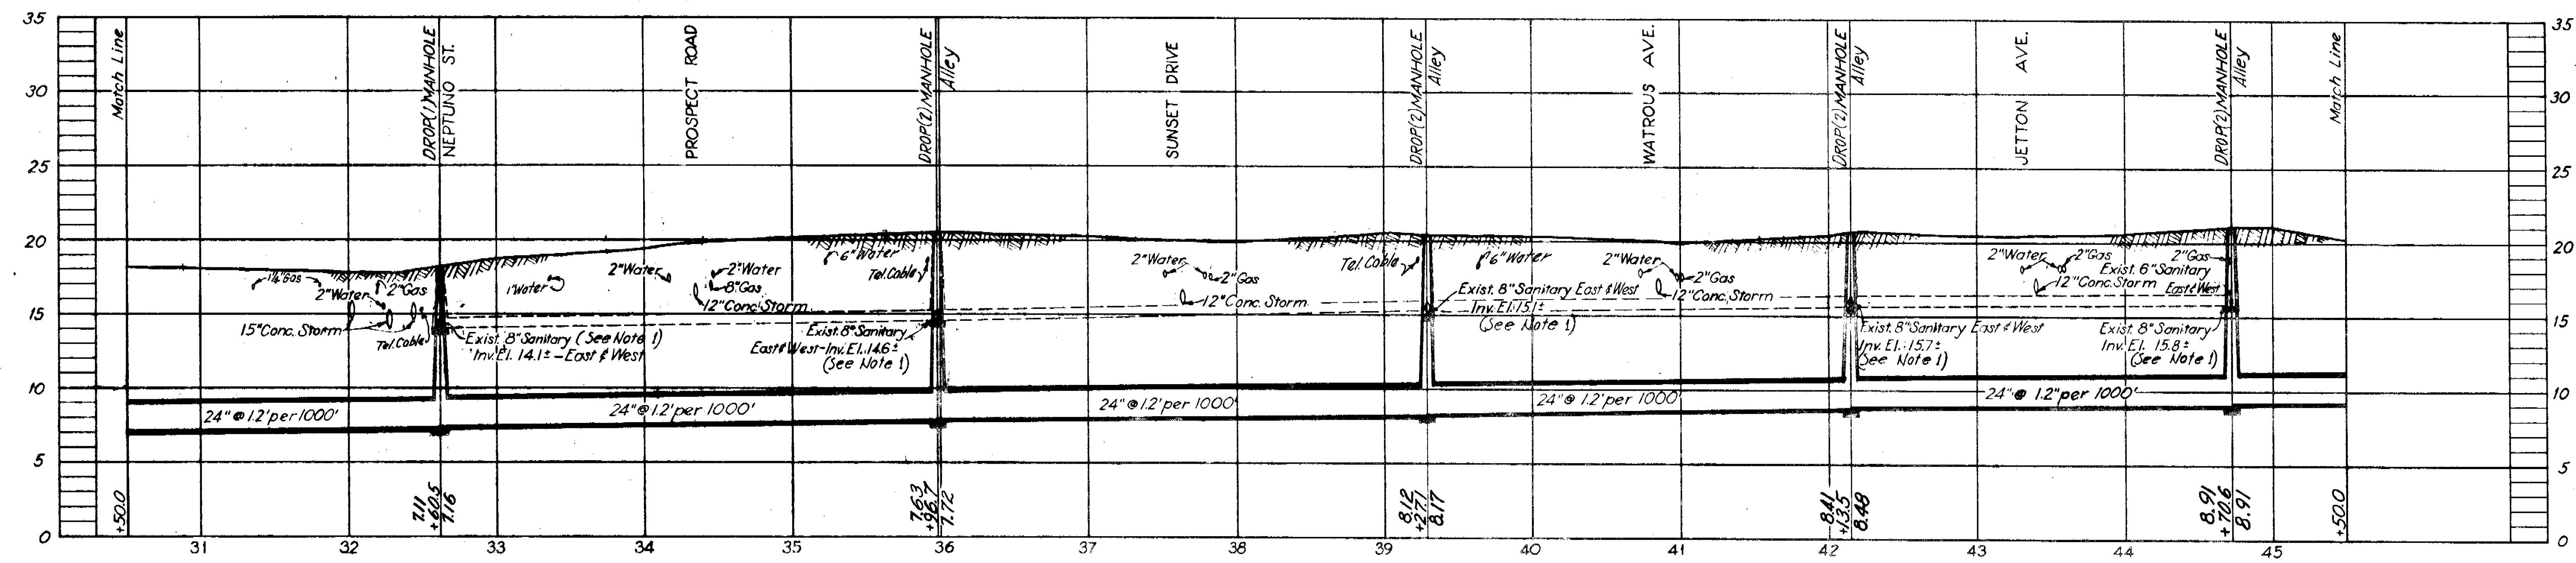 35
30
25
20
15
10
5
0
Match Line
DROP(1)MANHOLE
NEPTUNO ST.
PROSPECT ROAD
DROP(2)MANHOLE
Alley
SUNSET DRIVE
DROP(2)MANHOLE
Alley
WATROUS AVE.
DROP(2)MANHOLE
Alley
JETTON AVE.
DROP(2)MANHOLE
Alley
Match Line
35
30
25
20
15
10
5
0
1¼"Gas
2"Water
2"Gas
15"Conc. Storm
Tel.Cable
Exist. 8"Sanitary (See Note 1)
Inv. El. 14.1± – East & West
1"Water
2"Water
2"Water
8"Gas
12"Conc Storm
6"Water
Tel.Cable
Exist. 8"Sanitary
East & West-Inv. El. 14.6±
(See Note 1)
2"Water
2"Gas
12"Conc. Storm
Tel.Cable
6"Water
Exist. 8"Sanitary East & West
Inv. El. 15.1±
(See Note 1)
2"Water
2"Gas
12"Conc. Storm
Exist. 8"Sanitary East & West
Inv. El. 15.7±
(See Note 1)
2"Water
2"Gas
12"Conc. Storm
2"Gas
Exist. 6"Sanitary
East & West
Exist. 8"Sanitary
Inv. El. 15.8±
(See Note 1)
24"@ 1.2'per 1000'
24"@ 1.2'per 1000'
24"@ 1.2'per 1000'
24"@ 1.2'per 1000'
24"@ 1.2"per 1000'
+50.0
7.11
+60.5
7.16
7.63
+96.7
7.72
8.12
+27.1
8.17
8.41
+13.5
8.48
8.91
+70.6
8.91
+50.0
31 32 33 34 35 36 37 38 39 40 41 42 43 44 45